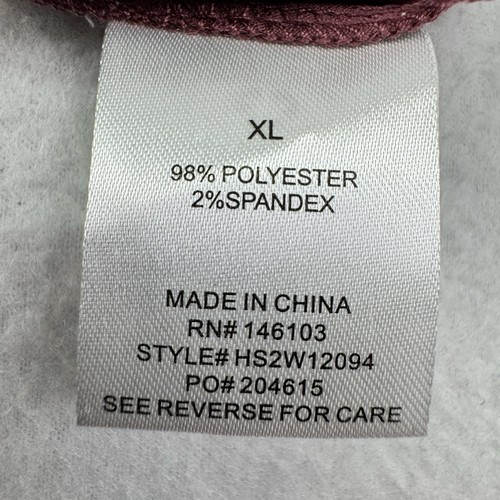 XL
98% POLYESTER
2%SPANDEX
MADE IN CHINA
RN# 146103
STYLE# HS2W12094
PO# 204615
SEE REVERSE FOR CARE